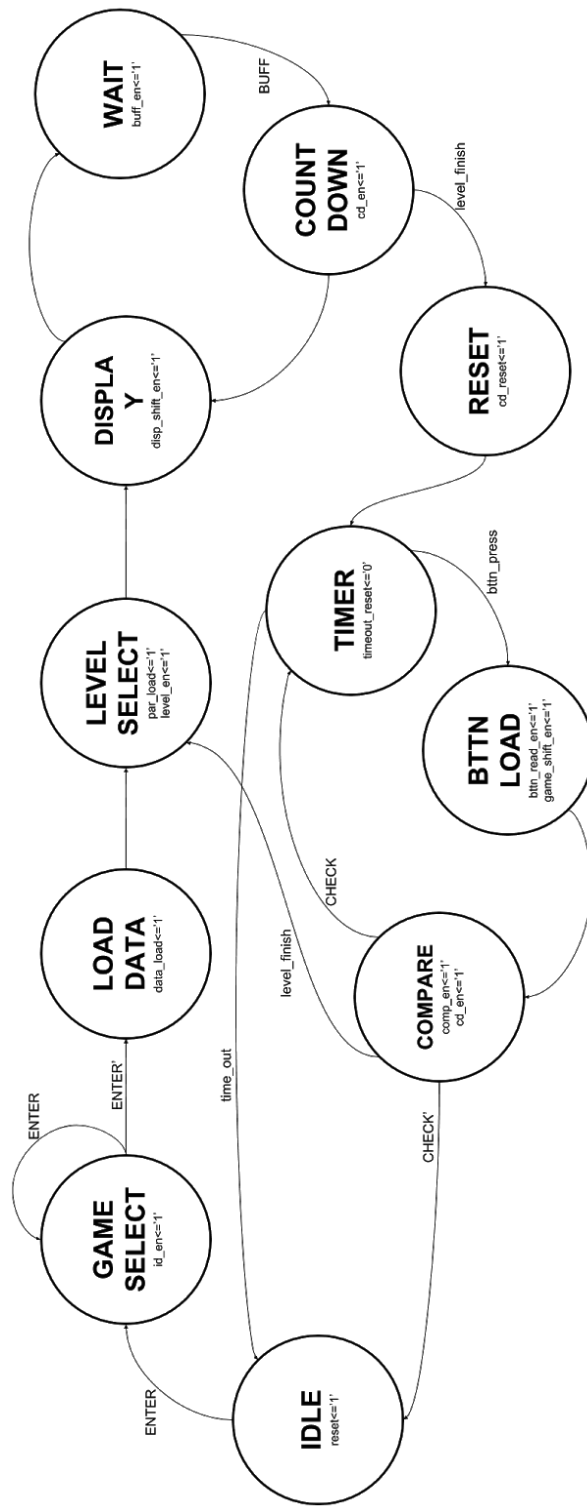 IDLE
reset<='1'
ENTER
GAME
SELECT
id_en<='1'
ENTER
ENTER'
LOAD
DATA
data_load<='1'
LEVEL
SELECT
par_load<='1'
level_en<='1'
DISPLA
Y
disp_shift_en<='1'
WAIT
buff_en<='1'
BUFF
COUNT
DOWN
cd_en<='1'
level_finish
RESET
cd_reset<='1'
TIMER
timeout_reset<='0'
time_out
bttn_press
BTTN
LOAD
bttn_read_en<='1'
game_shift_en<='1'
COMPARE
comp_en<='1'
cd_en<='1'
CHECK
level_finish
CHECK'